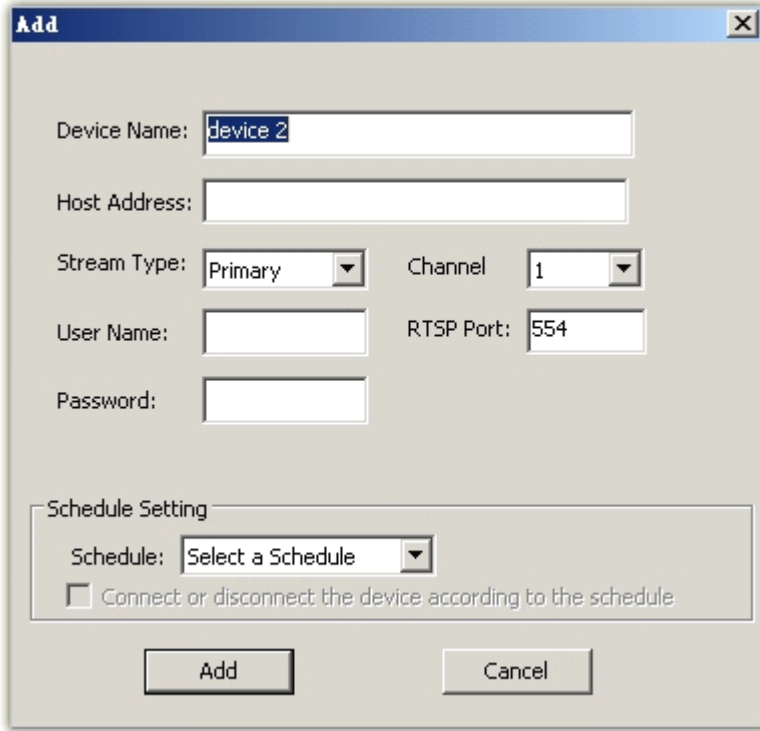 Add
Device Name: device 2
Host Address:
Stream Type: Primary Channel 1
User Name: RTSP Port: 554
Password:
Schedule Setting
Schedule: Select a Schedule
Connect or disconnect the device according to the schedule
Add Cancel